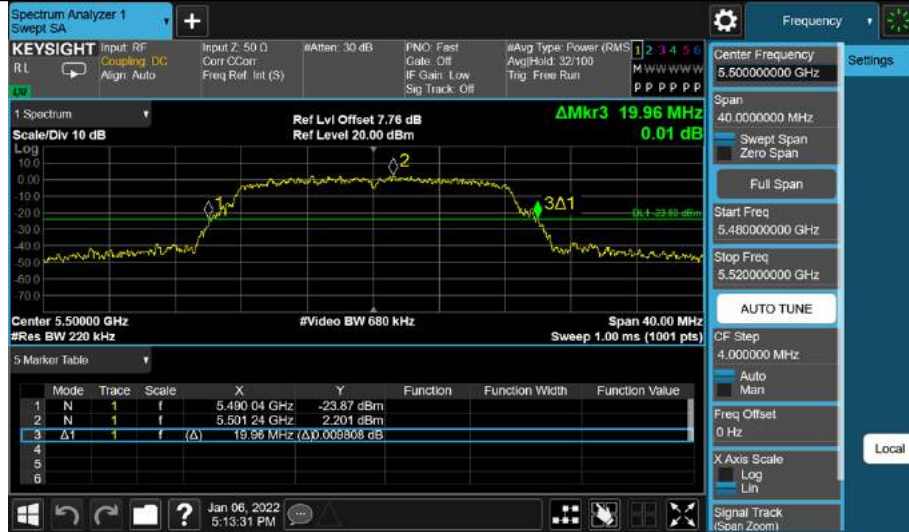 Spectrum Analyzer 1
Swept SA
+
Frequency
KEYSIGHT
Input: RF
Input Z: 50 Ω
#Atten: 30 dB
PNO: Fast
#Avg Type: Power (RMS
1 2 3 4 5 6
RL
Coupling: DC
Corr CCorr
Gate: Off
Avg|Hold: 32/100
M W W W W W
Align: Auto
Freq Ref: Int (S)
IF Gain: Low
Trig: Free Run
Sig Track: Off
P P P P P P
1 Spectrum
Ref Lvl Offset 7.76 dB
ΔMkr3 19.96 MHz
Scale/Div 10 dB
Ref Level 20.00 dBm
0.01 dB
Log
10.0
0.00
-10.0
-20.0
-30.0
-40.0
-50.0
-60.0
-70.0
1
2
3Δ1
DL1 -23.80 dBm
Center 5.50000 GHz
#Video BW 680 kHz
Span 40.00 MHz
#Res BW 220 kHz
Sweep 1.00 ms (1001 pts)
5 Marker Table
Mode Trace Scale X Y Function Function Width Function Value
1 N 1 f 5.490 04 GHz -23.87 dBm
2 N 1 f 5.501 24 GHz 2.201 dBm
3 Δ1 1 f (Δ) 19.96 MHz (Δ)0.009808 dB
4
5
6
?
Jan 06, 2022
5:13:31 PM
Center Frequency
5.500000000 GHz
Span
40.0000000 MHz
Swept Span
Zero Span
Full Span
Start Freq
5.480000000 GHz
Stop Freq
5.520000000 GHz
AUTO TUNE
CF Step
4.000000 MHz
Auto
Man
Freq Offset
0 Hz
X Axis Scale
Log
Lin
Signal Track
(Span Zoom)
Settings
Local